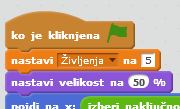 ko je kliknjena
nastavi Življenja na 5
nastavi velikost na 50 %
pojdi na x: izberi naključno